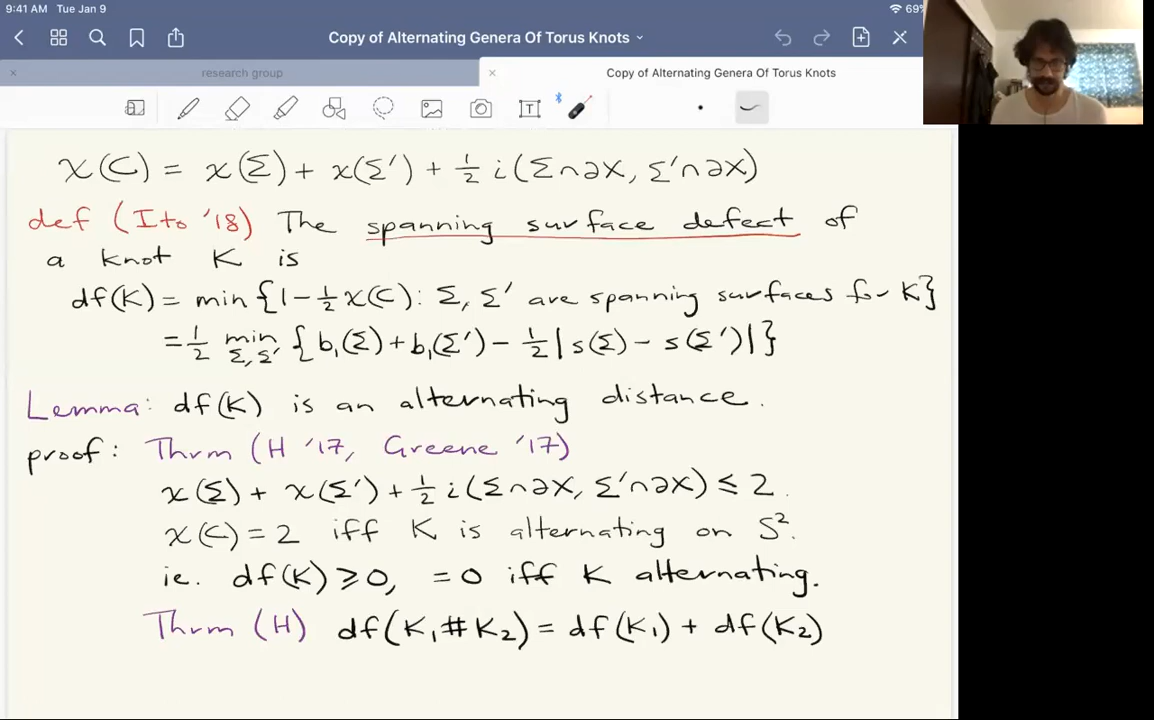 9:41 AM Tue Jan 9
69%
Copy of Alternating Genera Of Torus Knots
research group
Copy of Alternating Genera Of Torus Knots
χ(C) = χ(Σ) + χ(Σ') + ½ i(Σ∩∂X, Σ'∩∂X)
def (Ito '18) The spanning surface defect of
a knot K is
df(K) = min {1 - ½ χ(C) : Σ, Σ' are spanning surfaces for K}
= ½ min_{Σ,Σ'} { b₁(Σ) + b₁(Σ') - ½ | s(Σ) - s(Σ') | }
Lemma: df(K) is an alternating distance.
proof: Thrm (H '17, Greene '17)
χ(Σ) + χ(Σ') + ½ i(Σ∩∂X, Σ'∩∂X) ≤ 2.
χ(C) = 2 iff K is alternating on S².
ie. df(K) ≥ 0, = 0 iff K alternating.
Thrm (H) df(K₁ # K₂) = df(K₁) + df(K₂)